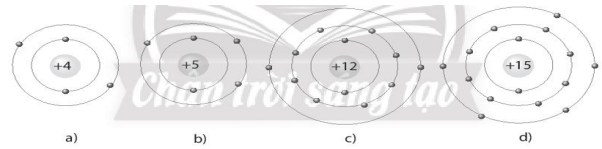 +4 +5 +12 +15
Chân trời sáng tạo
a) b) c) d)